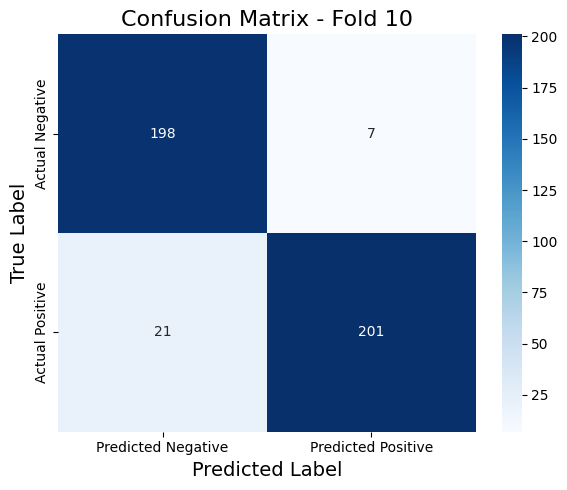 Confusion Matrix - Fold 10
True Label
Actual Negative
198
7
Actual Positive
21
201
Predicted Negative
Predicted Positive
Predicted Label
200
175
150
125
100
75
50
25